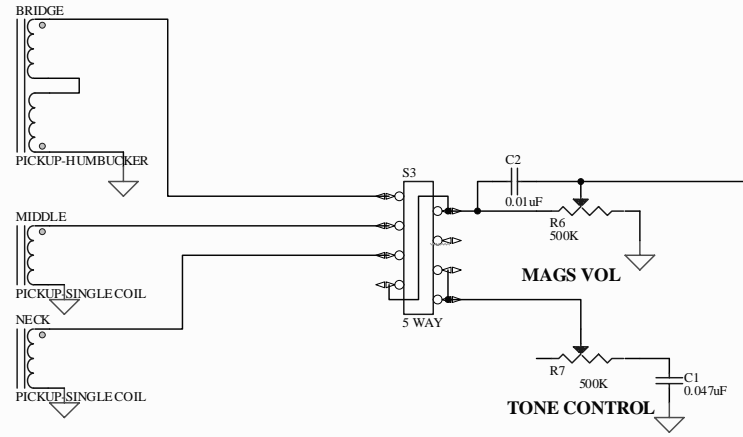 BRIDGE
PICKUP-HUMBUCKER
S3
C2
0.01uF
MIDDLE
R6
500K
PICKUP-SINGLE COIL
MAGS VOL
NECK
5 WAY
R7
500K
C1
0.047uF
PICKUP-SINGLE COIL
TONE CONTROL